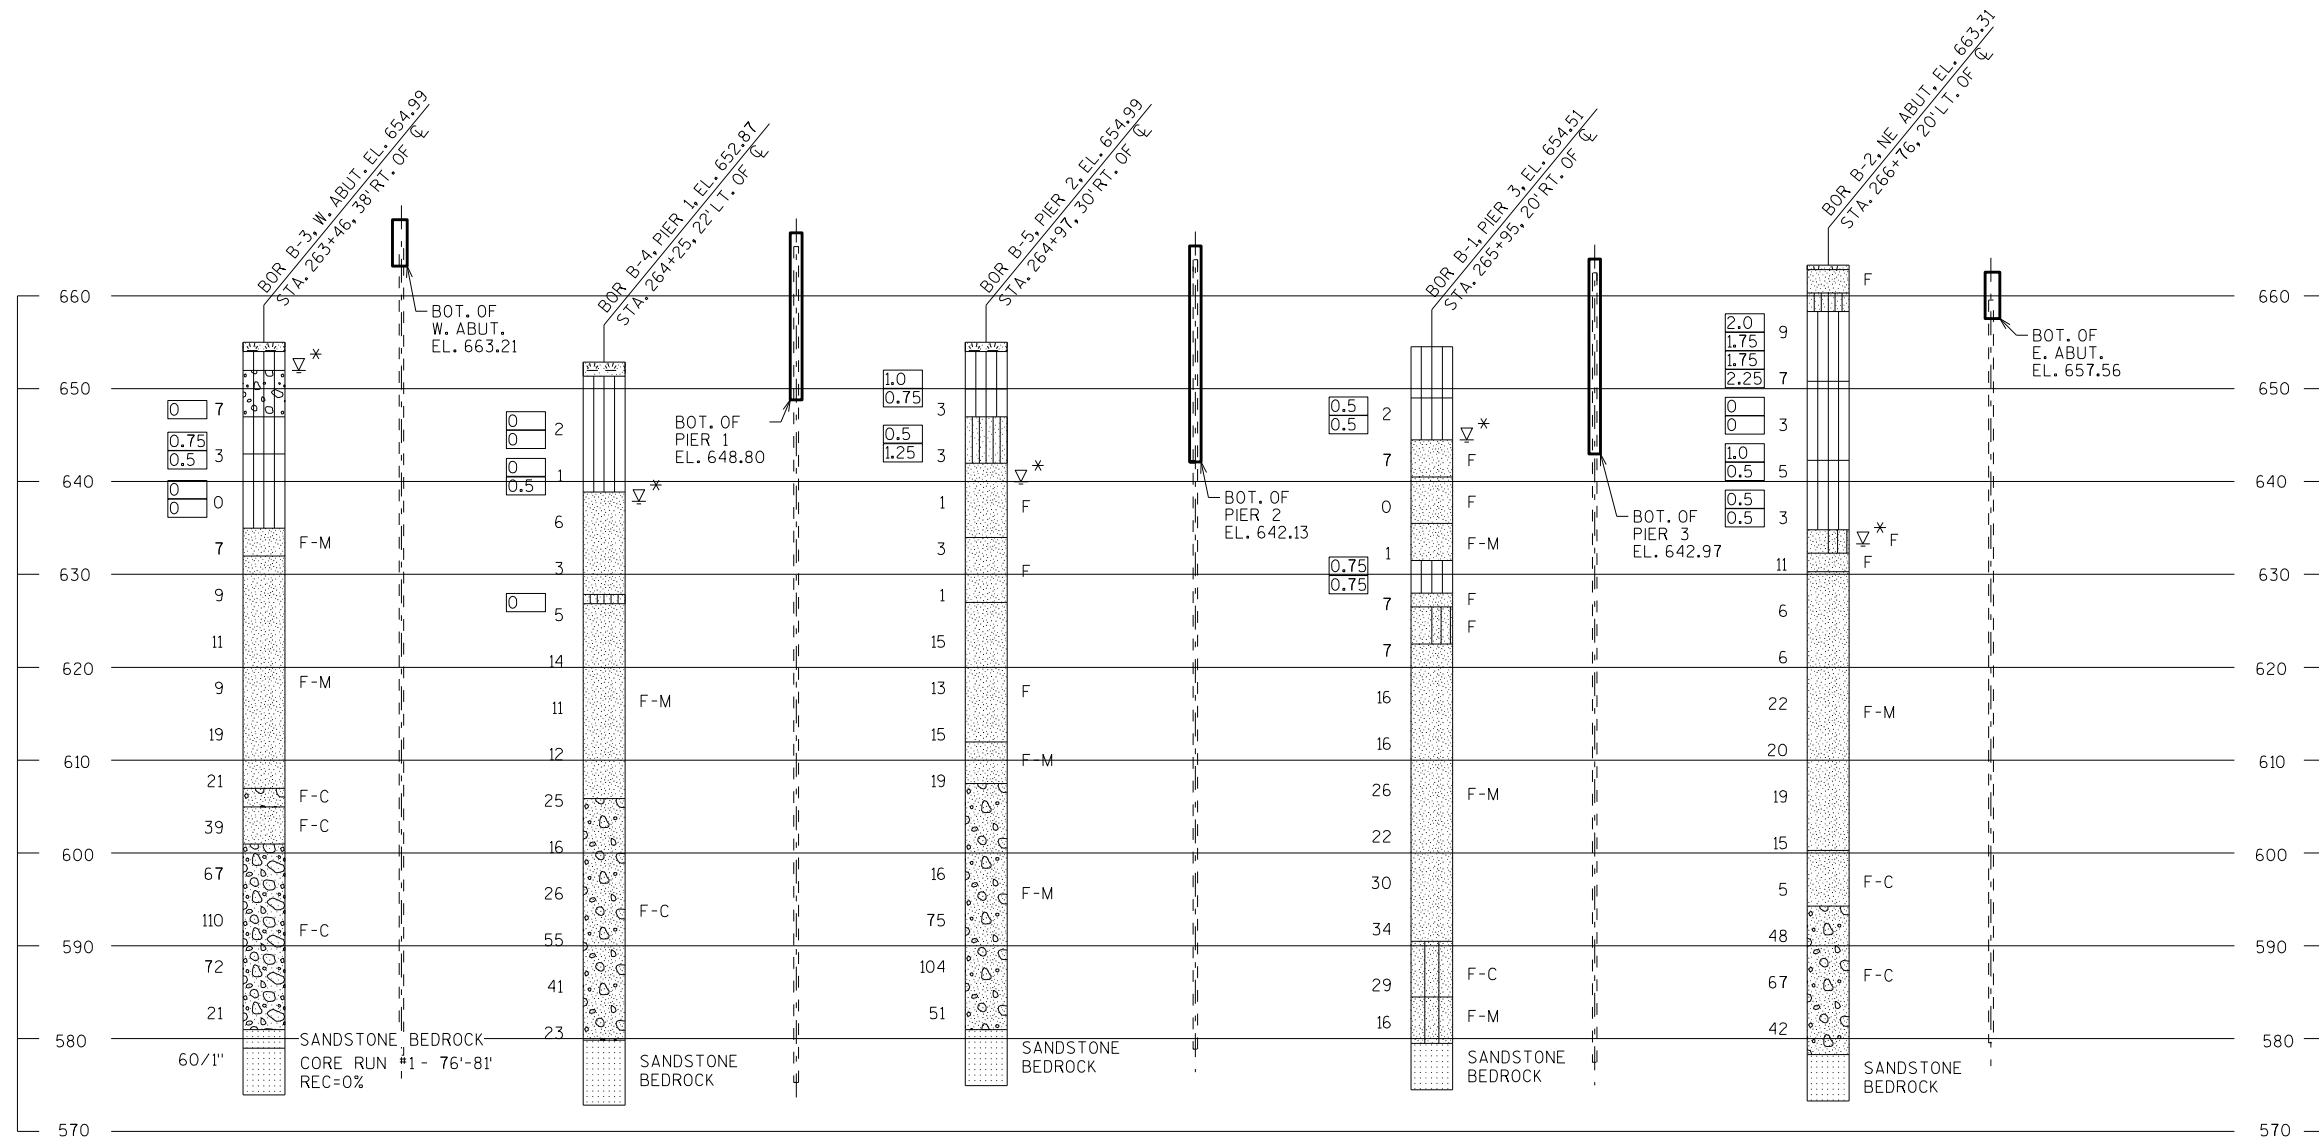 BOR B-3, W. ABUT. EL. 654.99
STA. 263+46, 38' RT. OF ℄
BOR B-4, PIER 1, EL. 652.87
STA. 264+25, 22' LT. OF ℄
BOR B-5, PIER 2, EL. 654.99
STA. 264+97, 30' RT. OF ℄
BOR B-1, PIER 3, EL. 654.51
STA. 265+95, 20' RT. OF ℄
BOR B-2, NE ABUT, EL. 663.31
STA. 266+76, 20' LT. OF ℄
660
650
640
630
620
610
600
590
580
570
0 7
0.75
0.5 3
0
0 0
7
9
11
9
19
21
39
67
110
72
21
60/1"
*
F-M
F-M
F-C
F-C
F-C
SANDSTONE BEDROCK
CORE RUN #1 - 76'-81'
REC=0%
BOT. OF
W. ABUT.
EL. 663.21
0
0 2
0
0.5 1
6
3
0
5
14
11
12
25
16
26
55
41
23
*
F-M
F-C
SANDSTONE
BEDROCK
BOT. OF
PIER 1
EL. 648.80
1.0
0.75 3
0.5
1.25 3
1
3
1
15
13
15
19
16
75
104
51
*
F
F
F
F-M
F-M
SANDSTONE
BEDROCK
BOT. OF
PIER 2
EL. 642.13
0.5
0.5 2
7
0
1
0.75
0.75
7
7
16
16
26
22
30
34
29
16
*
F
F
F-M
F
F
F-M
F-C
F-M
SANDSTONE
BEDROCK
BOT. OF
PIER 3
EL. 642.97
2.0
1.75 9
1.75
2.25 7
0
0 3
1.0
0.5 5
0.5
0.5 3
11
6
6
22
20
19
15
5
48
67
42
F
* F
F
F-M
F-C
F-C
SANDSTONE
BEDROCK
BOT. OF
E. ABUT.
EL. 657.56
660
650
640
630
620
610
600
590
580
570